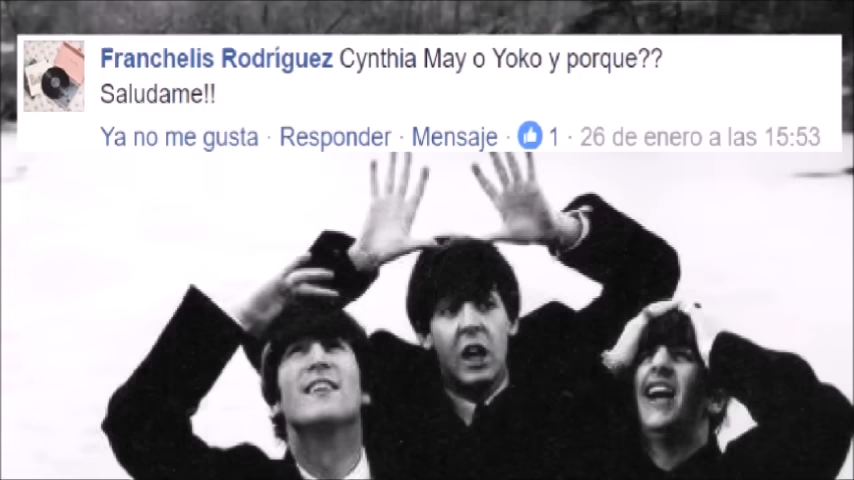 Franchelis Rodríguez Cynthia May o Yoko y porque??
Saludame!!
Ya no me gusta · Responder · Mensaje · 1 · 26 de enero a las 15:53